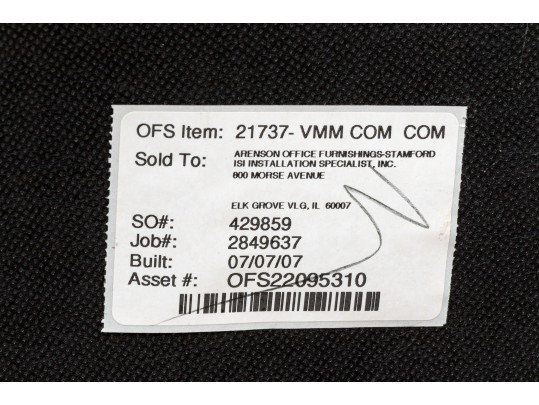 OFS Item: 21737- VMM COM COM
Sold To: ARENSON OFFICE FURNISHINGS-STAMFORD
ISI INSTALLATION SPECIALIST, INC.
800 MORSE AVENUE
ELK GROVE VLG, IL 60007
SO#: 429859
Job#: 2849637
Built: 07/07/07
Asset #: OFS22095310